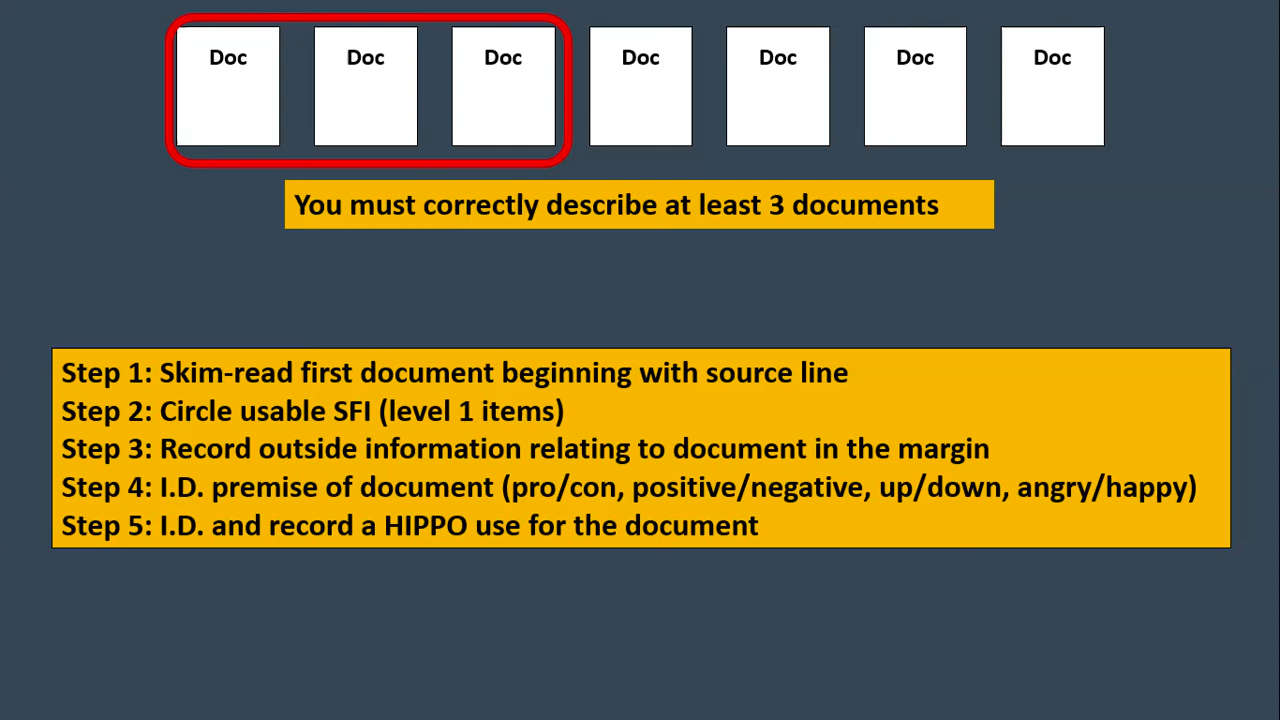 Doc Doc Doc Doc Doc Doc Doc
You must correctly describe at least 3 documents
Step 1: Skim-read first document beginning with source line
Step 2: Circle usable SFI (level 1 items)
Step 3: Record outside information relating to document in the margin
Step 4: I.D. premise of document (pro/con, positive/negative, up/down, angry/happy)
Step 5: I.D. and record a HIPPO use for the document